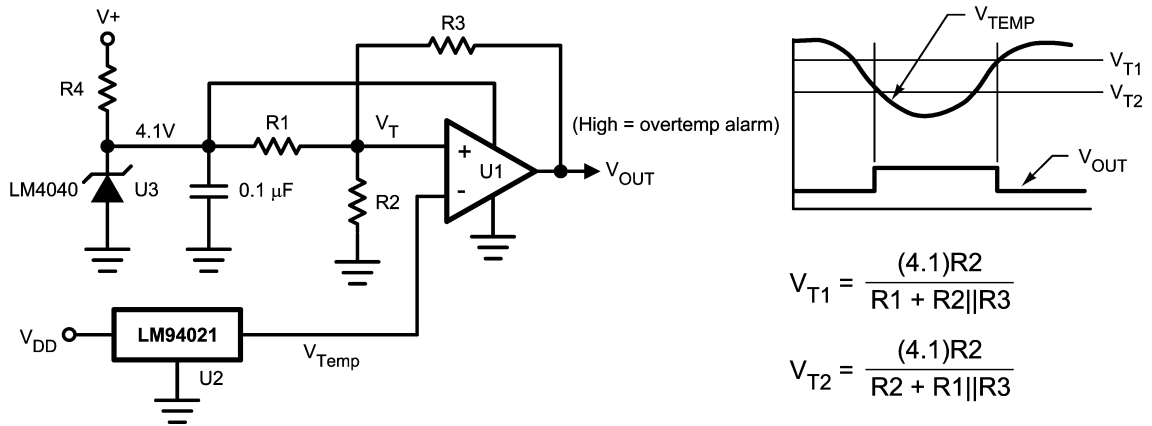 V+
R3
R4
V_TEMP
V_T1
V_T2
4.1V
R1
V_T
(High = overtemp alarm)
+
-
U1
V_OUT
V_OUT
LM4040
U3
0.1 μF
R2
V_T1 = (4.1)R2 / R1 + R2||R3
V_DD
LM94021
V_Temp
U2
V_T2 = (4.1)R2 / R2 + R1||R3